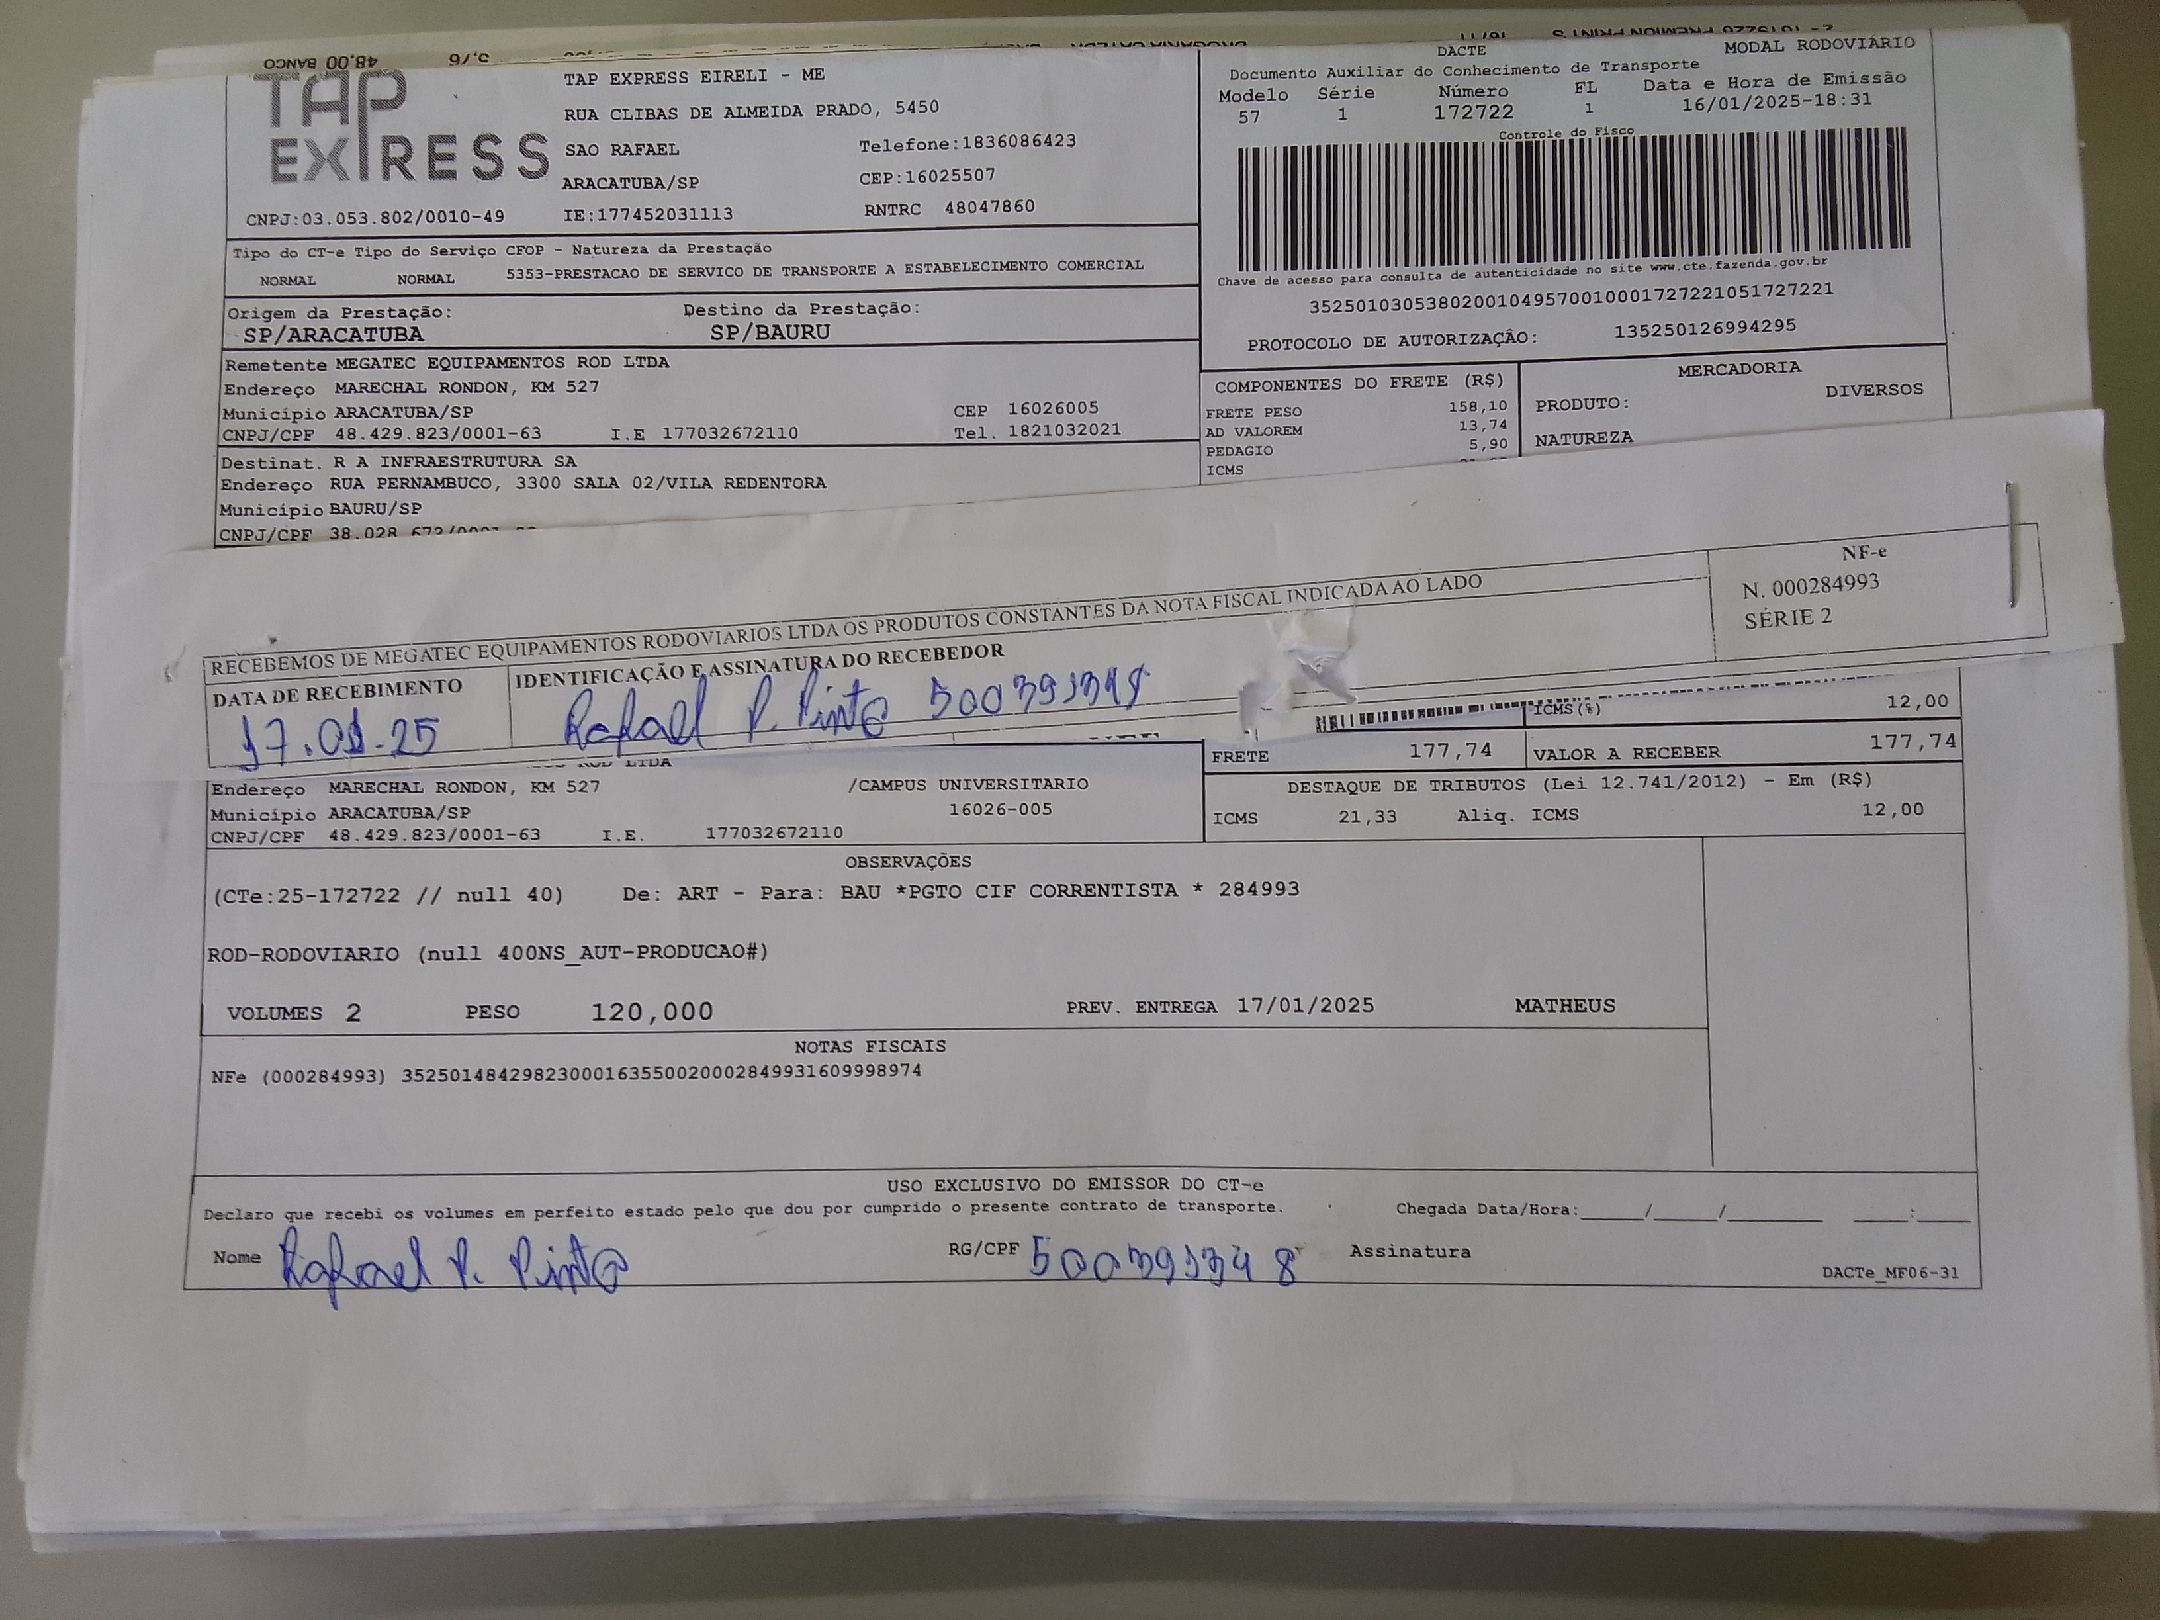 48,00 BANCO
TAP EXPRESS
TAP EXPRESS EIRELI - ME
RUA CLIBAS DE ALMEIDA PRADO, 5450
SAO RAFAEL Telefone:1836086423
ARACATUBA/SP CEP:16025507
CNPJ:03.053.802/0010-49 IE:177452031113 RNTRC 48047860
DACTE MODAL RODOVIÁRIO
Documento Auxiliar do Conhecimento de Transporte
Modelo Série Número FL Data e Hora de Emissão
57 1 172722 1 16/01/2025-18:31
Controle do Fisco
Chave de acesso para consulta de autenticidade no site www.cte.fazenda.gov.br
35250103053802001049570010001727221051727221
PROTOCOLO DE AUTORIZAÇÂO: 135250126994295
Tipo do CT-e Tipo do Serviço CFOP - Natureza da Prestação
NORMAL NORMAL 5353-PRESTACAO DE SERVICO DE TRANSPORTE A ESTABELECIMENTO COMERCIAL
Origem da Prestação: Destino da Prestação:
SP/ARACATUBA SP/BAURU
Remetente MEGATEC EQUIPAMENTOS ROD LTDA
Endereço MARECHAL RONDON, KM 527
Município ARACATUBA/SP CEP 16026005
CNPJ/CPF 48.429.823/0001-63 I.E 177032672110 Tel. 1821032021
Destinat. R A INFRAESTRUTURA SA
Endereço RUA PERNAMBUCO, 3300 SALA 02/VILA REDENTORA
Município BAURU/SP
CNPJ/CPF 38.028
COMPONENTES DO FRETE (R$)
FRETE PESO 158,10
AD VALOREM 13,74
PEDAGIO 5,90
ICMS
MERCADORIA
PRODUTO: DIVERSOS
NATUREZA
RECEBEMOS DE MEGATEC EQUIPAMENTOS RODOVIARIOS LTDA OS PRODUTOS CONSTANTES DA NOTA FISCAL INDICADA AO LADO
NF-e
N. 000284993
SÉRIE 2
DATA DE RECEBIMENTO IDENTIFICAÇÃO E ASSINATURA DO RECEBEDOR
17.01.25 Rafael P. Pinto 500391348
ICMS(%) 12,00
FRETE 177,74 VALOR A RECEBER 177,74
Endereço MARECHAL RONDON, KM 527 /CAMPUS UNIVERSITARIO
Município ARACATUBA/SP 16026-005
CNPJ/CPF 48.429.823/0001-63 I.E. 177032672110
DESTAQUE DE TRIBUTOS (Lei 12.741/2012) - Em (R$)
ICMS 21,33 Aliq. ICMS 12,00
OBSERVAÇÕES
(CTe:25-172722 // null 40) De: ART - Para: BAU *PGTO CIF CORRENTISTA * 284993
ROD-RODOVIARIO (null 400NS_AUT-PRODUCAO#)
VOLUMES 2 PESO 120,000 PREV. ENTREGA 17/01/2025 MATHEUS
NOTAS FISCAIS
NFe (000284993) 35250148429823000163550020002849931609998974
USO EXCLUSIVO DO EMISSOR DO CT-e
Declaro que recebi os volumes em perfeito estado pelo que dou por cumprido o presente contrato de transporte. Chegada Data/Hora:_____/_____/________ ____:____
Nome Rafael P. Pinto RG/CPF 500391348 Assinatura
DACTe_MF06-31